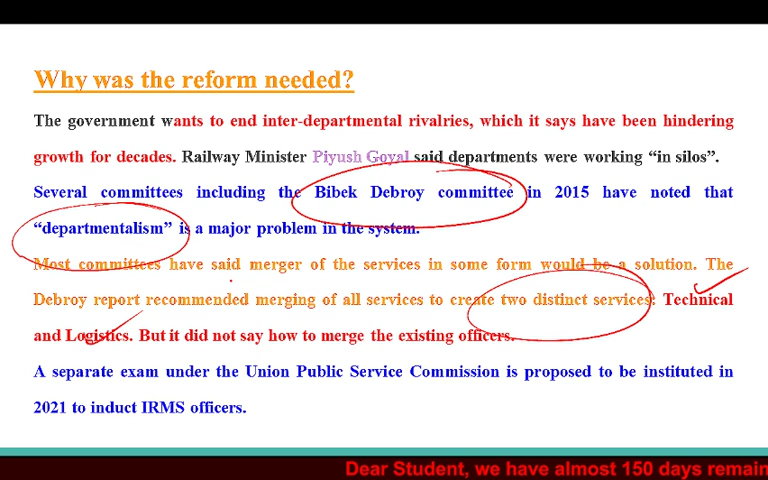 Why was the reform needed?
The government wants to end inter-departmental rivalries, which it says have been hindering
growth for decades. Railway Minister Piyush Goyal said departments were working “in silos”.
Several committees including the Bibek Debroy committee in 2015 have noted that
“departmentalism” is a major problem in the system.
Most committees have said merger of the services in some form would be a solution. The
Debroy report recommended merging of all services to create two distinct services: Technical
and Logistics. But it did not say how to merge the existing officers.
A separate exam under the Union Public Service Commission is proposed to be instituted in
2021 to induct IRMS officers.
Dear Student, we have almost 150 days remain